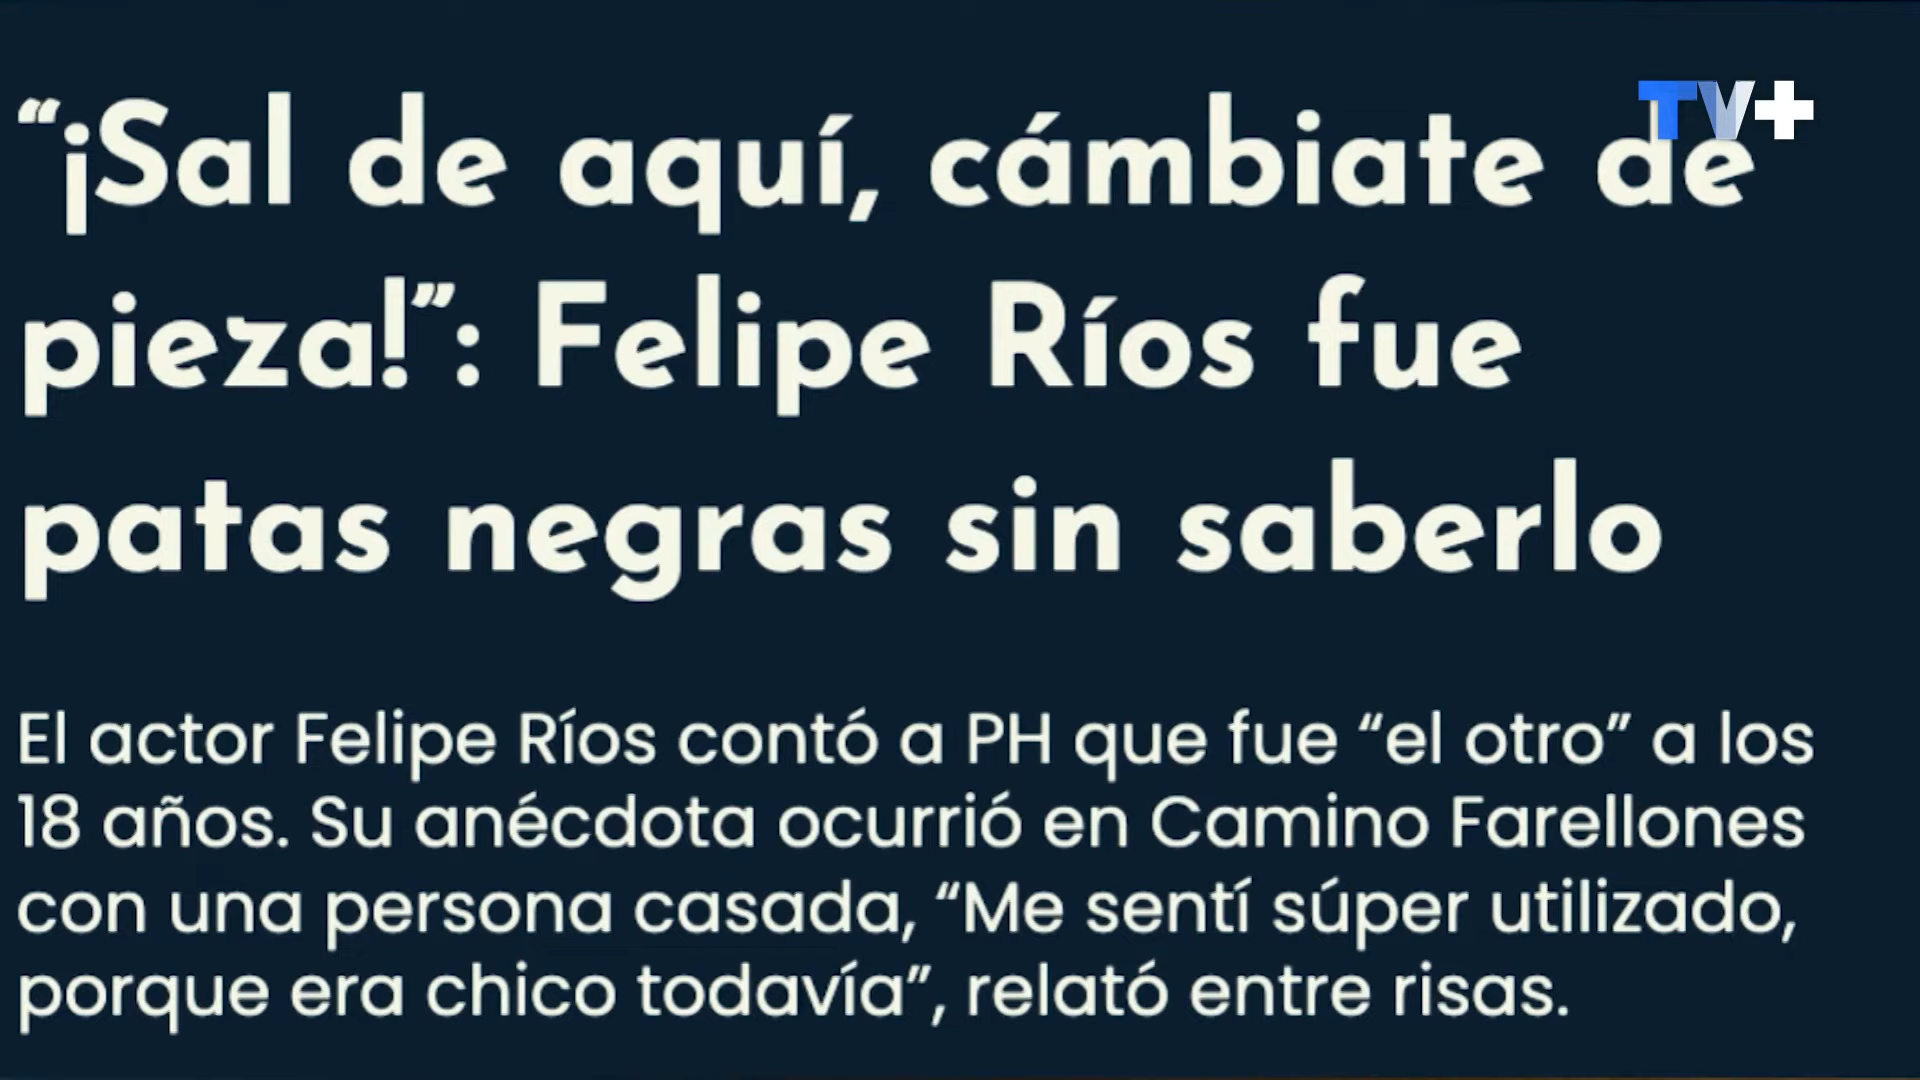 “¡Sal de aquí, cámbiate de
pieza!”: Felipe Ríos fue
patas negras sin saberlo
El actor Felipe Ríos contó a PH que fue “el otro” a los
18 años. Su anécdota ocurrió en Camino Farellones
con una persona casada, “Me sentí súper utilizado,
porque era chico todavía”, relató entre risas.
TV+